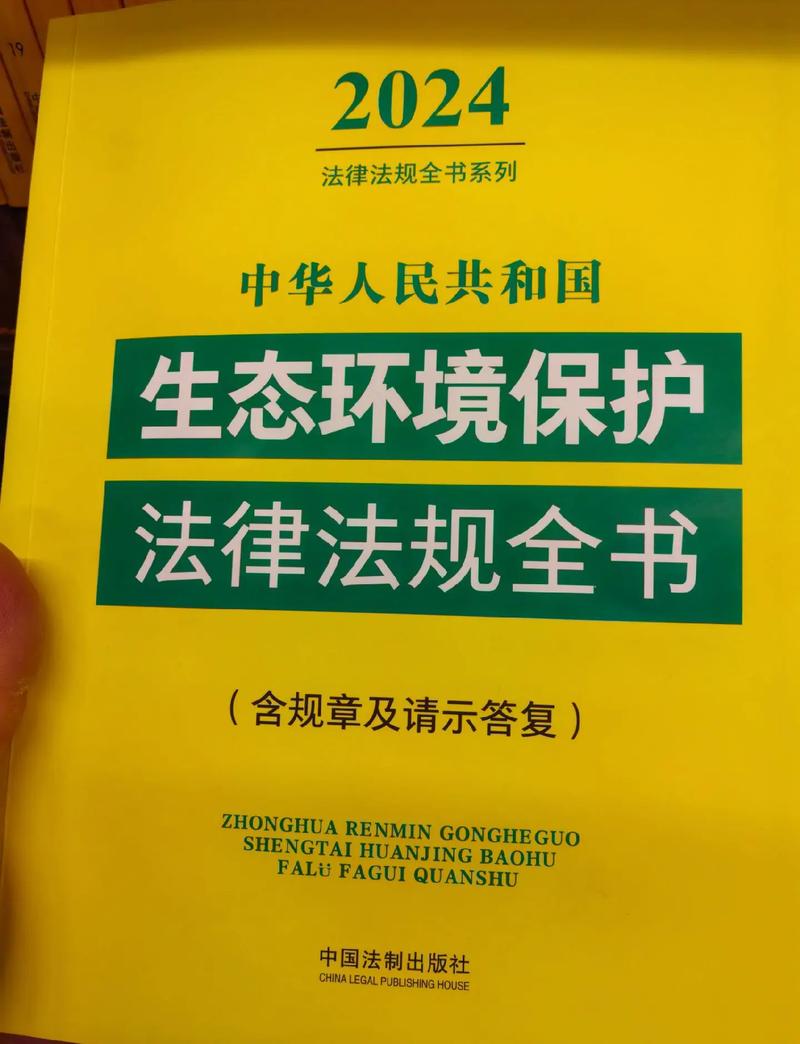 2024
法律法规全书系列
中华人民共和国
生态环境保护
法律法规全书
(含规章及请示答复)
ZHONGHUA RENMIN GONGHEGUO
SHENGTAI HUANJING BAOHU
FALÜ FAGUI QUANSHU
中国法制出版社
CHINA LEGAL PUBLISHING HOUSE
19